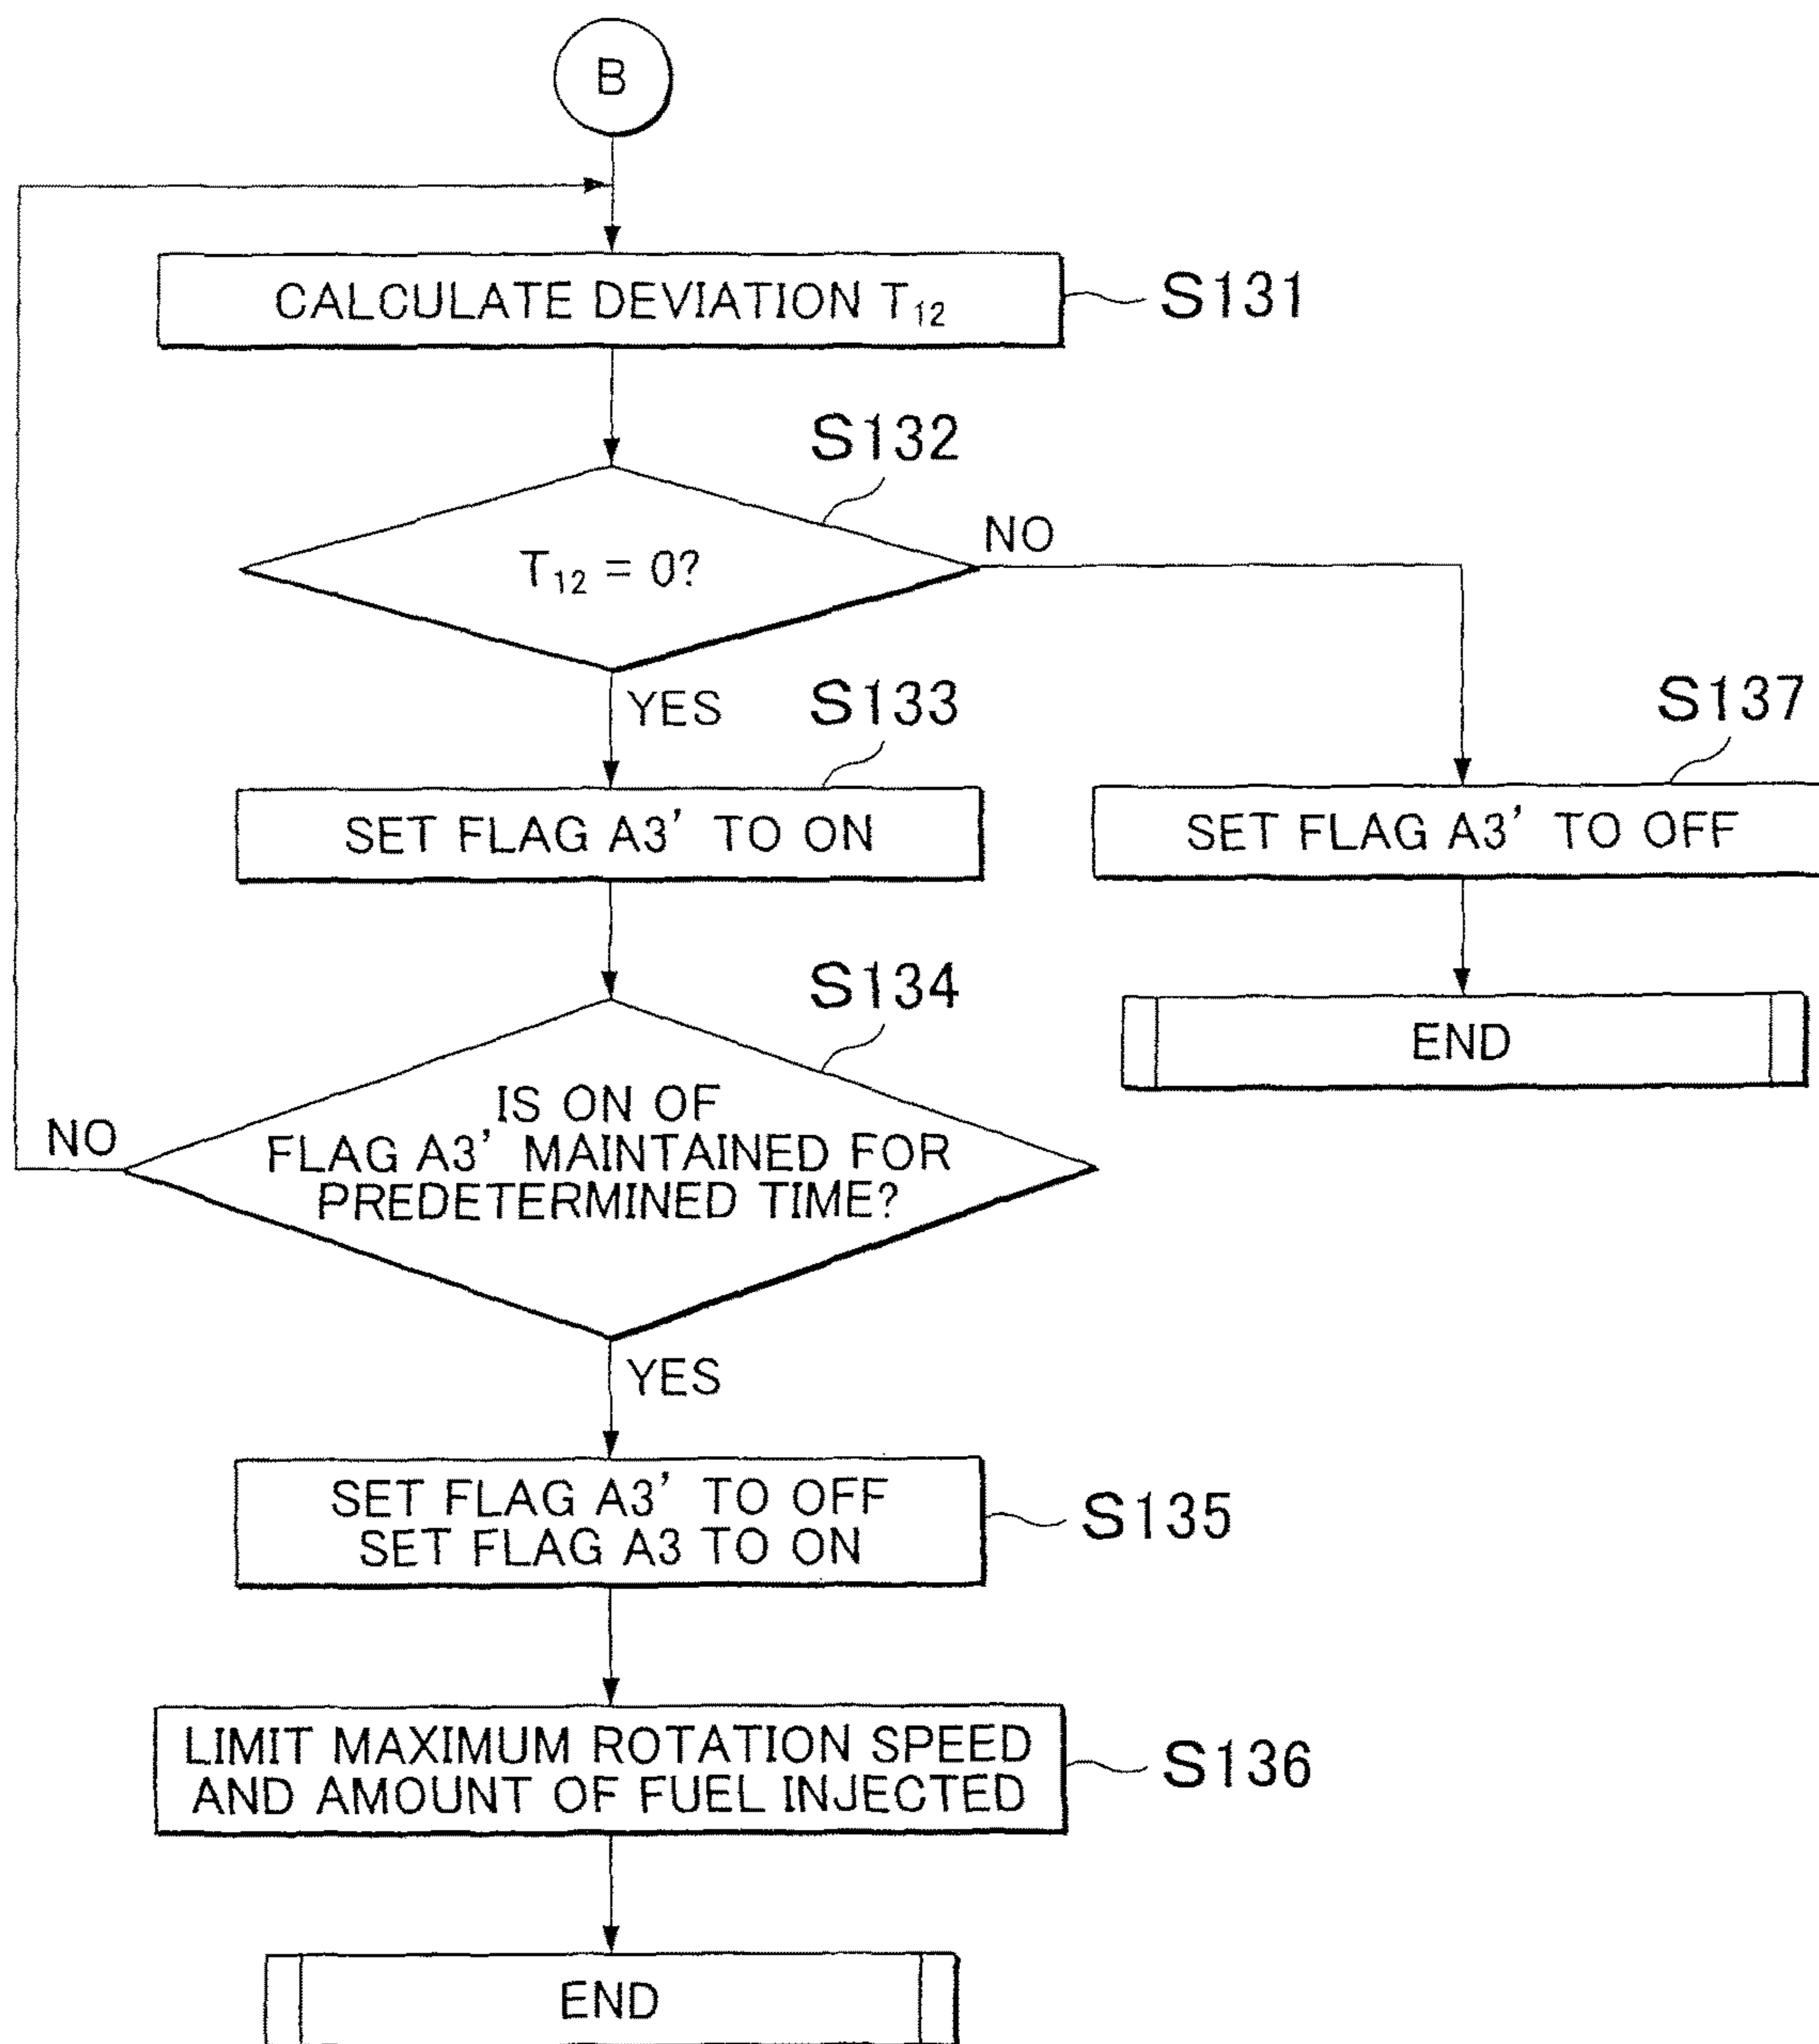 B
CALCULATE DEVIATION T₁₂
S131
S132
T₁₂ = 0?
NO
YES
S133
S137
SET FLAG A3’ TO ON
SET FLAG A3’ TO OFF
S134
END
IS ON OF
FLAG A3’ MAINTAINED FOR
PREDETERMINED TIME?
NO
YES
SET FLAG A3’ TO OFF
SET FLAG A3 TO ON
S135
LIMIT MAXIMUM ROTATION SPEED
AND AMOUNT OF FUEL INJECTED
S136
END